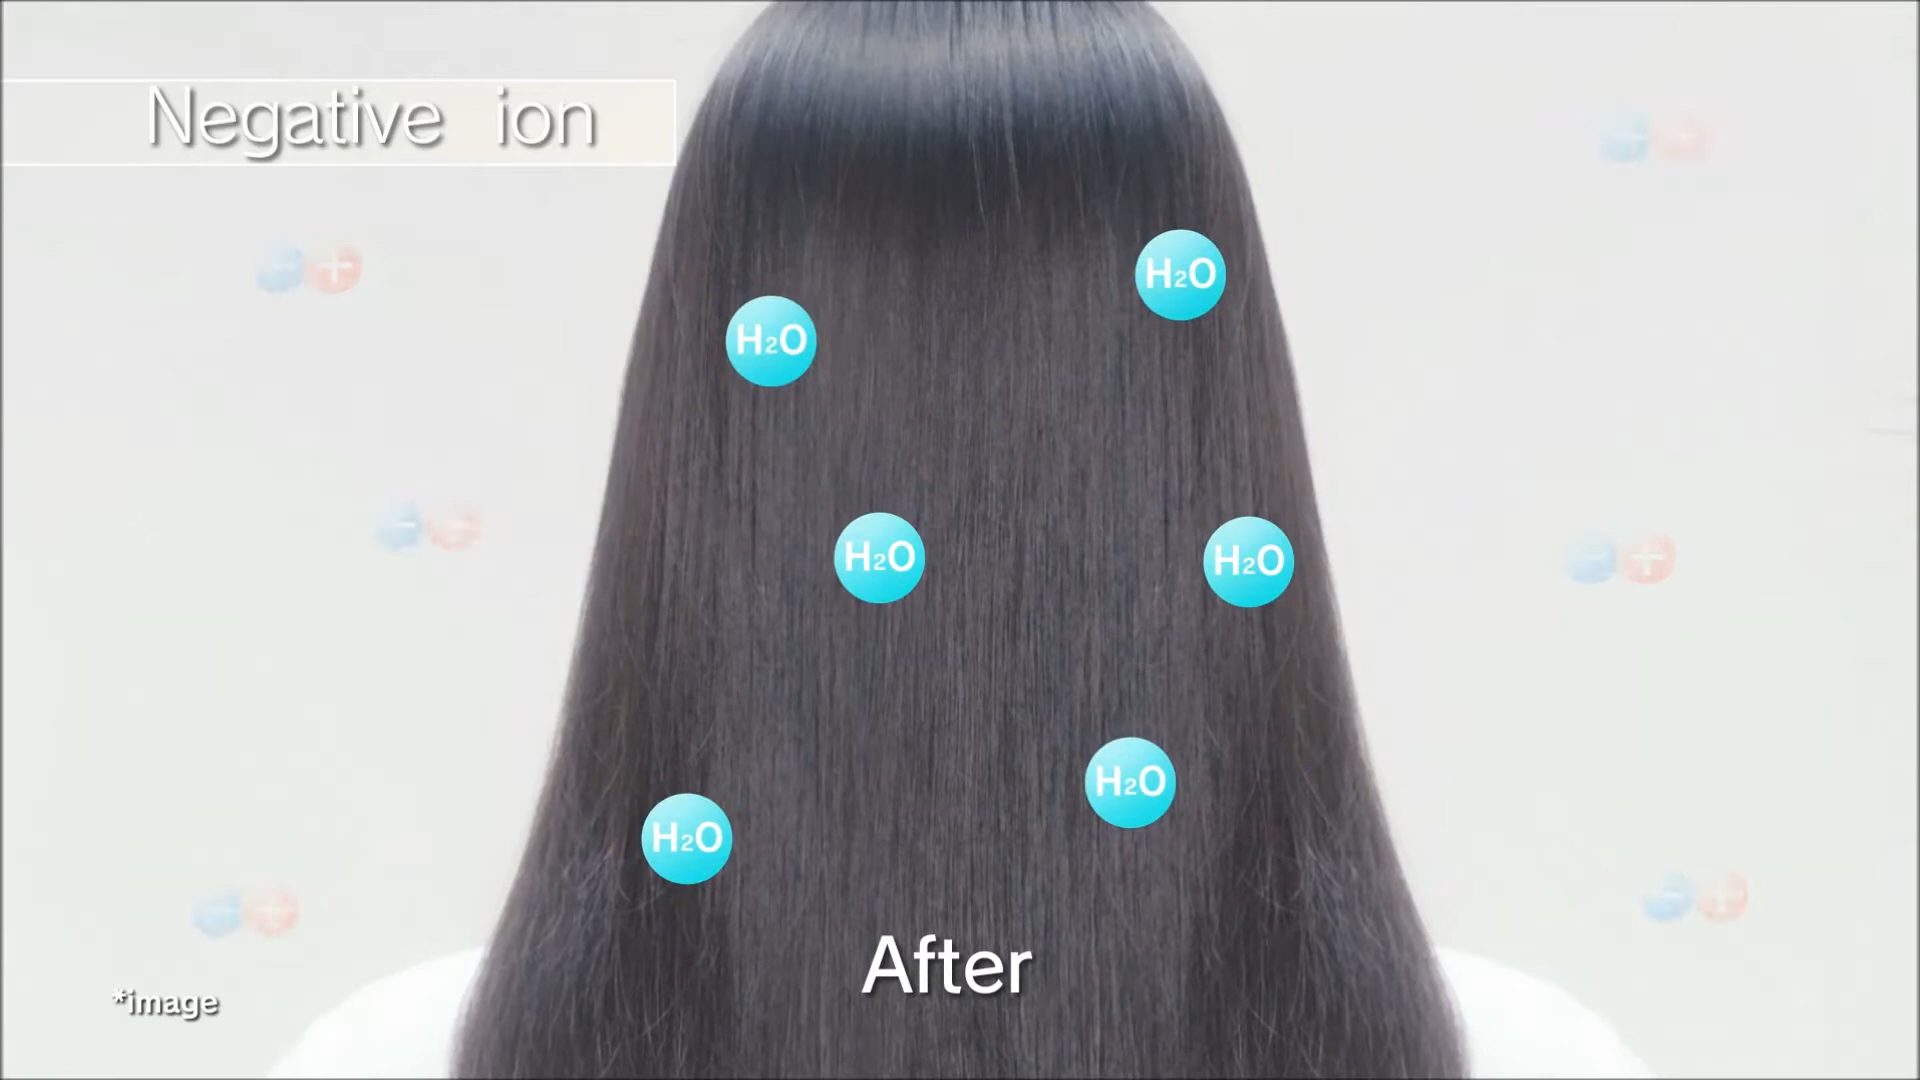 Negative ion
H2O
H2O
H2O
H2O
H2O
H2O
After
*image